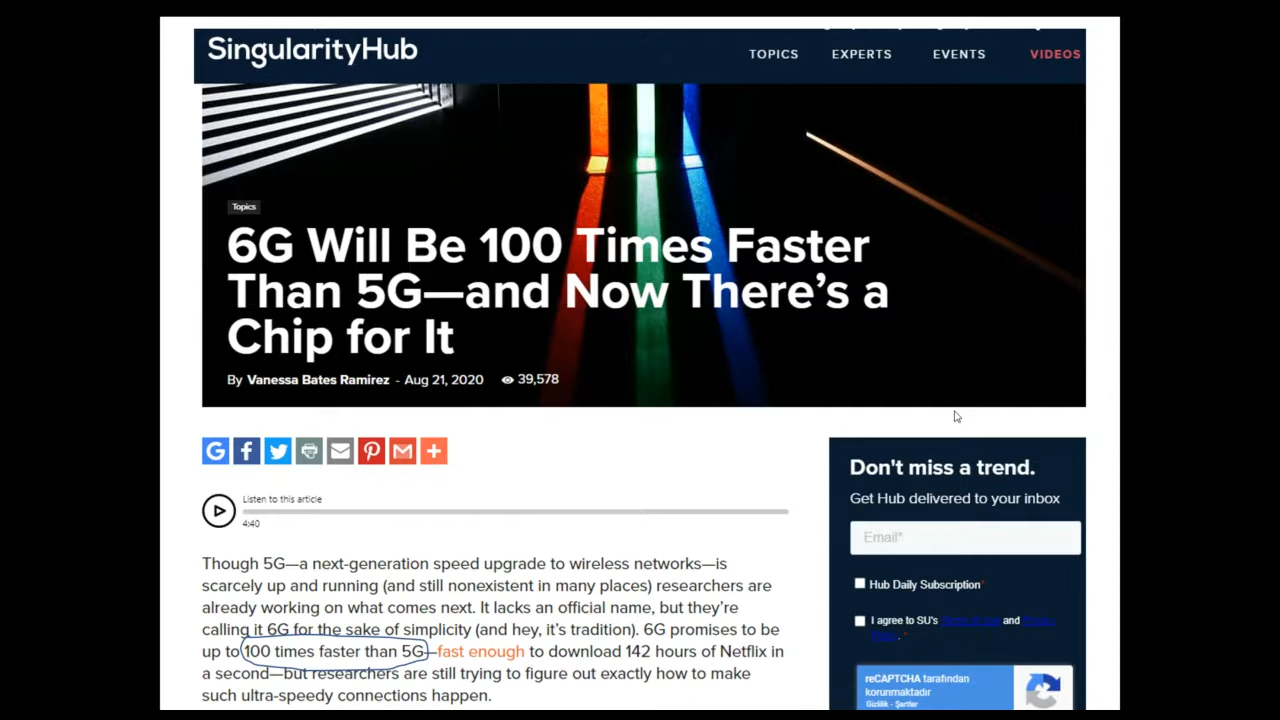 SingularityHub
TOPICS EXPERTS EVENTS VIDEOS
Topics
6G Will Be 100 Times Faster
Than 5G—and Now There's a
Chip for It
By Vanessa Bates Ramirez - Aug 21, 2020 39,578
Listen to this article
4:40
Though 5G—a next-generation speed upgrade to wireless networks—is
scarcely up and running (and still nonexistent in many places) researchers are
already working on what comes next. It lacks an official name, but they're
calling it 6G for the sake of simplicity (and hey, it's tradition). 6G promises to be
up to 100 times faster than 5G—fast enough to download 142 hours of Netflix in
a second—but researchers are still trying to figure out exactly how to make
such ultra-speedy connections happen.
Don't miss a trend.
Get Hub delivered to your inbox
Email*
Hub Daily Subscription*
I agree to SU's Terms of Use and Privacy
Policy. *
reCAPTCHA tarafından
korunmaktadır
Gizlilik - Şartlar